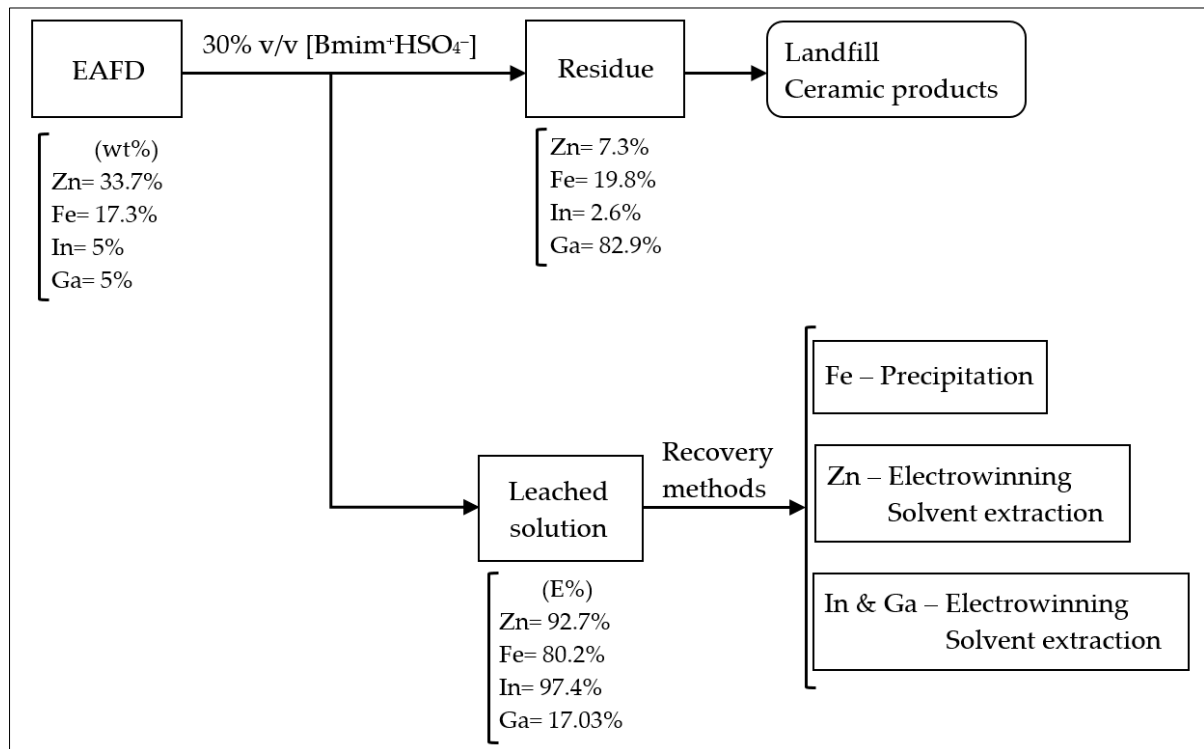 EAFD
30% v/v [Bmim⁺HSO₄⁻]
Residue
Landfill
Ceramic products
(wt%)
Zn= 33.7%
Fe= 17.3%
In= 5%
Ga= 5%
Zn= 7.3%
Fe= 19.8%
In= 2.6%
Ga= 82.9%
Leached
solution
(E%)
Zn= 92.7%
Fe= 80.2%
In= 97.4%
Ga= 17.03%
Recovery
methods
Fe – Precipitation
Zn – Electrowinning
Solvent extraction
In & Ga – Electrowinning
Solvent extraction